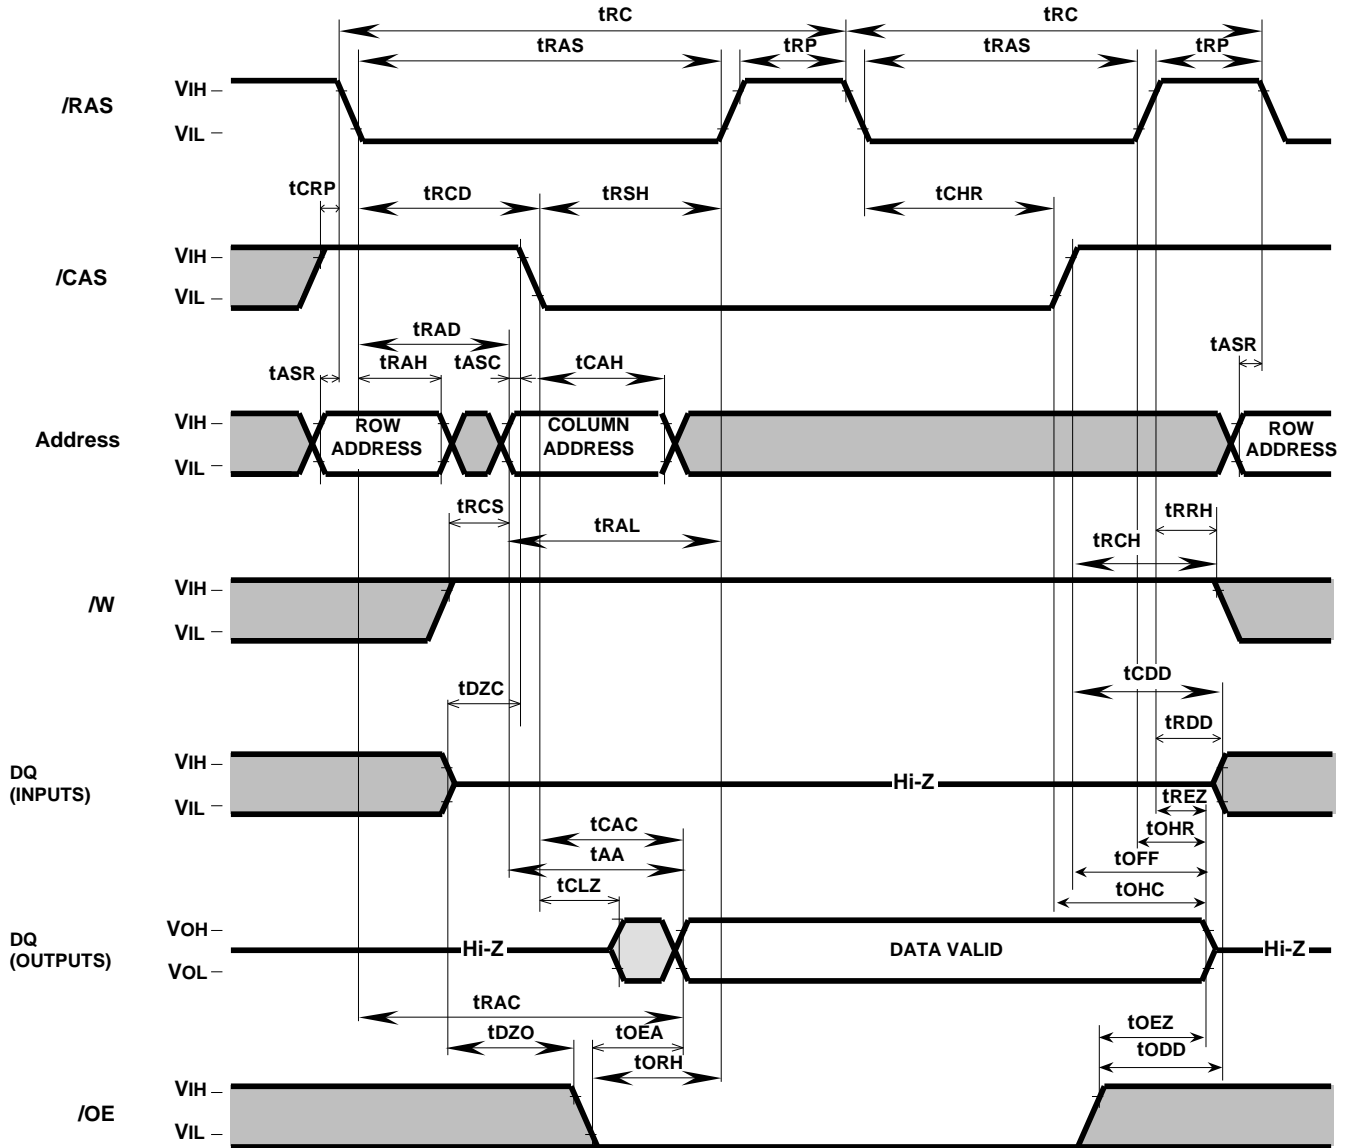 tRC tRC
tRAS tRP tRAS tRP
/RAS
VIH
VIL
tCRP tRCD tRSH tCHR
/CAS
VIH
VIL
tRAD
tASR tRAH tASC tCAH tASR
Address
VIH
VIL
ROW
ADDRESS
COLUMN
ADDRESS
ROW
ADDRESS
tRCS tRAL tRRH
tRCH
/W
VIH
VIL
tDZC tCDD
tRDD
DQ
(INPUTS)
VIH
VIL
Hi-Z
tREZ
tCAC tOHR
tAA tOFF
tCLZ tOHC
DQ
(OUTPUTS)
VOH
VOL
Hi-Z DATA VALID Hi-Z
tRAC
tDZO tOEA tOEZ
tORH tODD
/OE
VIH
VIL